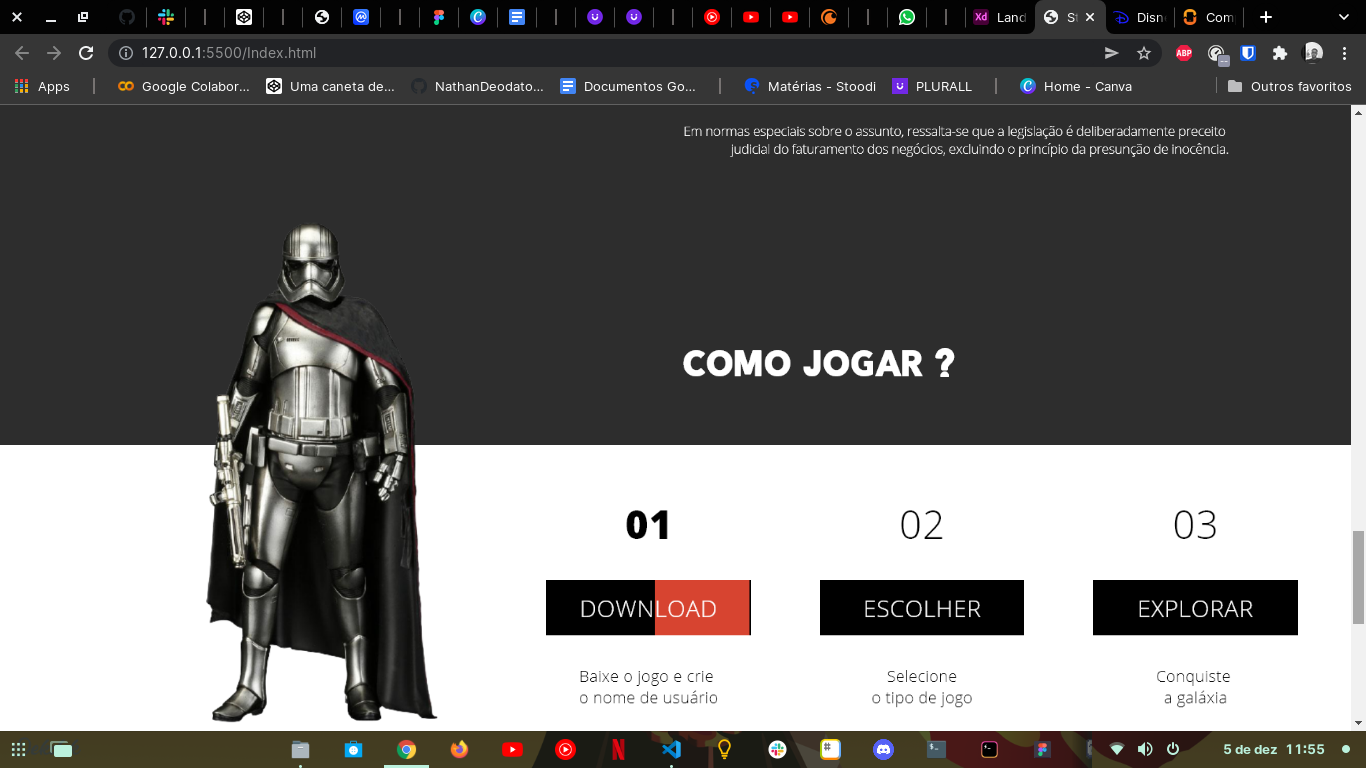 Xd Land
St
Disne
Com
127.0.0.1:5500/Index.html
ABP
Apps
Google Colabor...
Uma caneta de...
NathanDeodato...
Documentos Go...
Matérias - Stoodi
PLURALL
Home - Canva
Outros favoritos
Em normas especiais sobre o assunto, ressalta-se que a legislação é deliberadamente preceito
judicial do faturamento dos negócios, excluindo o princípio da presunção de inocência.
COMO JOGAR ?
01
02
03
DOWNLOAD
ESCOLHER
EXPLORAR
Baixe o jogo e crie
o nome de usuário
Selecione
o tipo de jogo
Conquiste
a galáxia
5 de dez 11:55